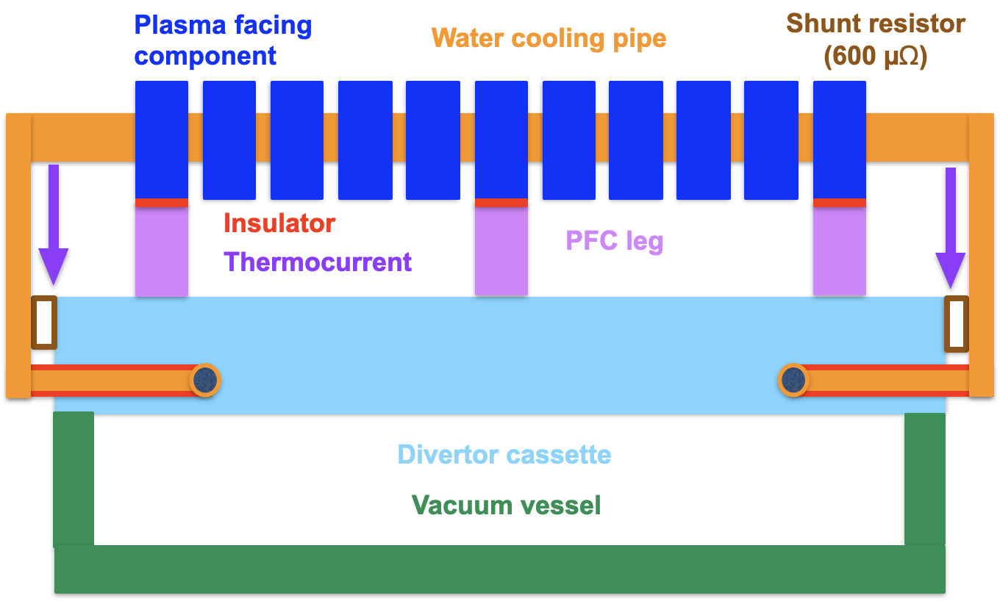 Plasma facing
component
Water cooling pipe
Shunt resistor
(600 μΩ)
Insulator
Thermocurrent
PFC leg
Divertor cassette
Vacuum vessel